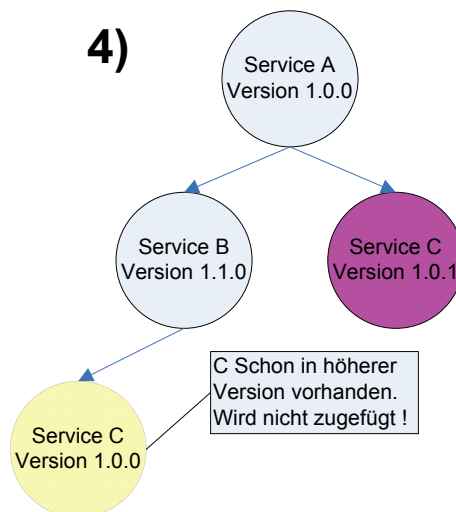 4)
Service A
Version 1.0.0
Service B
Version 1.1.0
Service C
Version 1.0.1
C Schon in höherer
Version vorhanden.
Wird nicht zugefügt !
Service C
Version 1.0.0